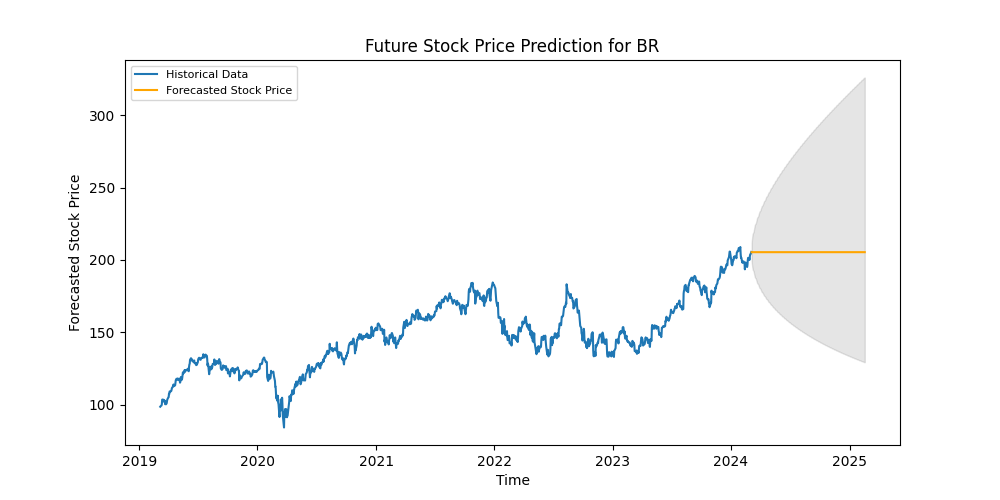 Future Stock Price Prediction for BR
Historical Data
Forecasted Stock Price
Forecasted Stock Price
300
250
200
150
100
2019
2020
2021
2022
2023
2024
2025
Time